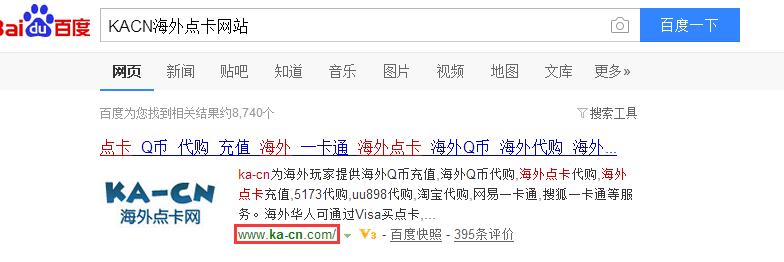 Bai du 百度 KACN海外点卡网站 百度一下
网页 新闻 贴吧 知道 音乐 图片 视频 地图 文库 更多»
百度为您找到相关结果约8,740个 搜索工具
点卡 Q币 代购 充值 海外 一卡通 海外点卡 海外Q币 海外代购 海外...
KA-CN
海外点卡网
ka-cn为海外玩家提供海外Q币充值,海外Q币代购,海外点卡代购,海外
点卡充值,5173代购,uu898代购,淘宝代购,网易一卡通,搜狐一卡通等服
务。海外华人可通过Visa买点卡,...
www.ka-cn.com/ V3 - 百度快照 - 395条评价